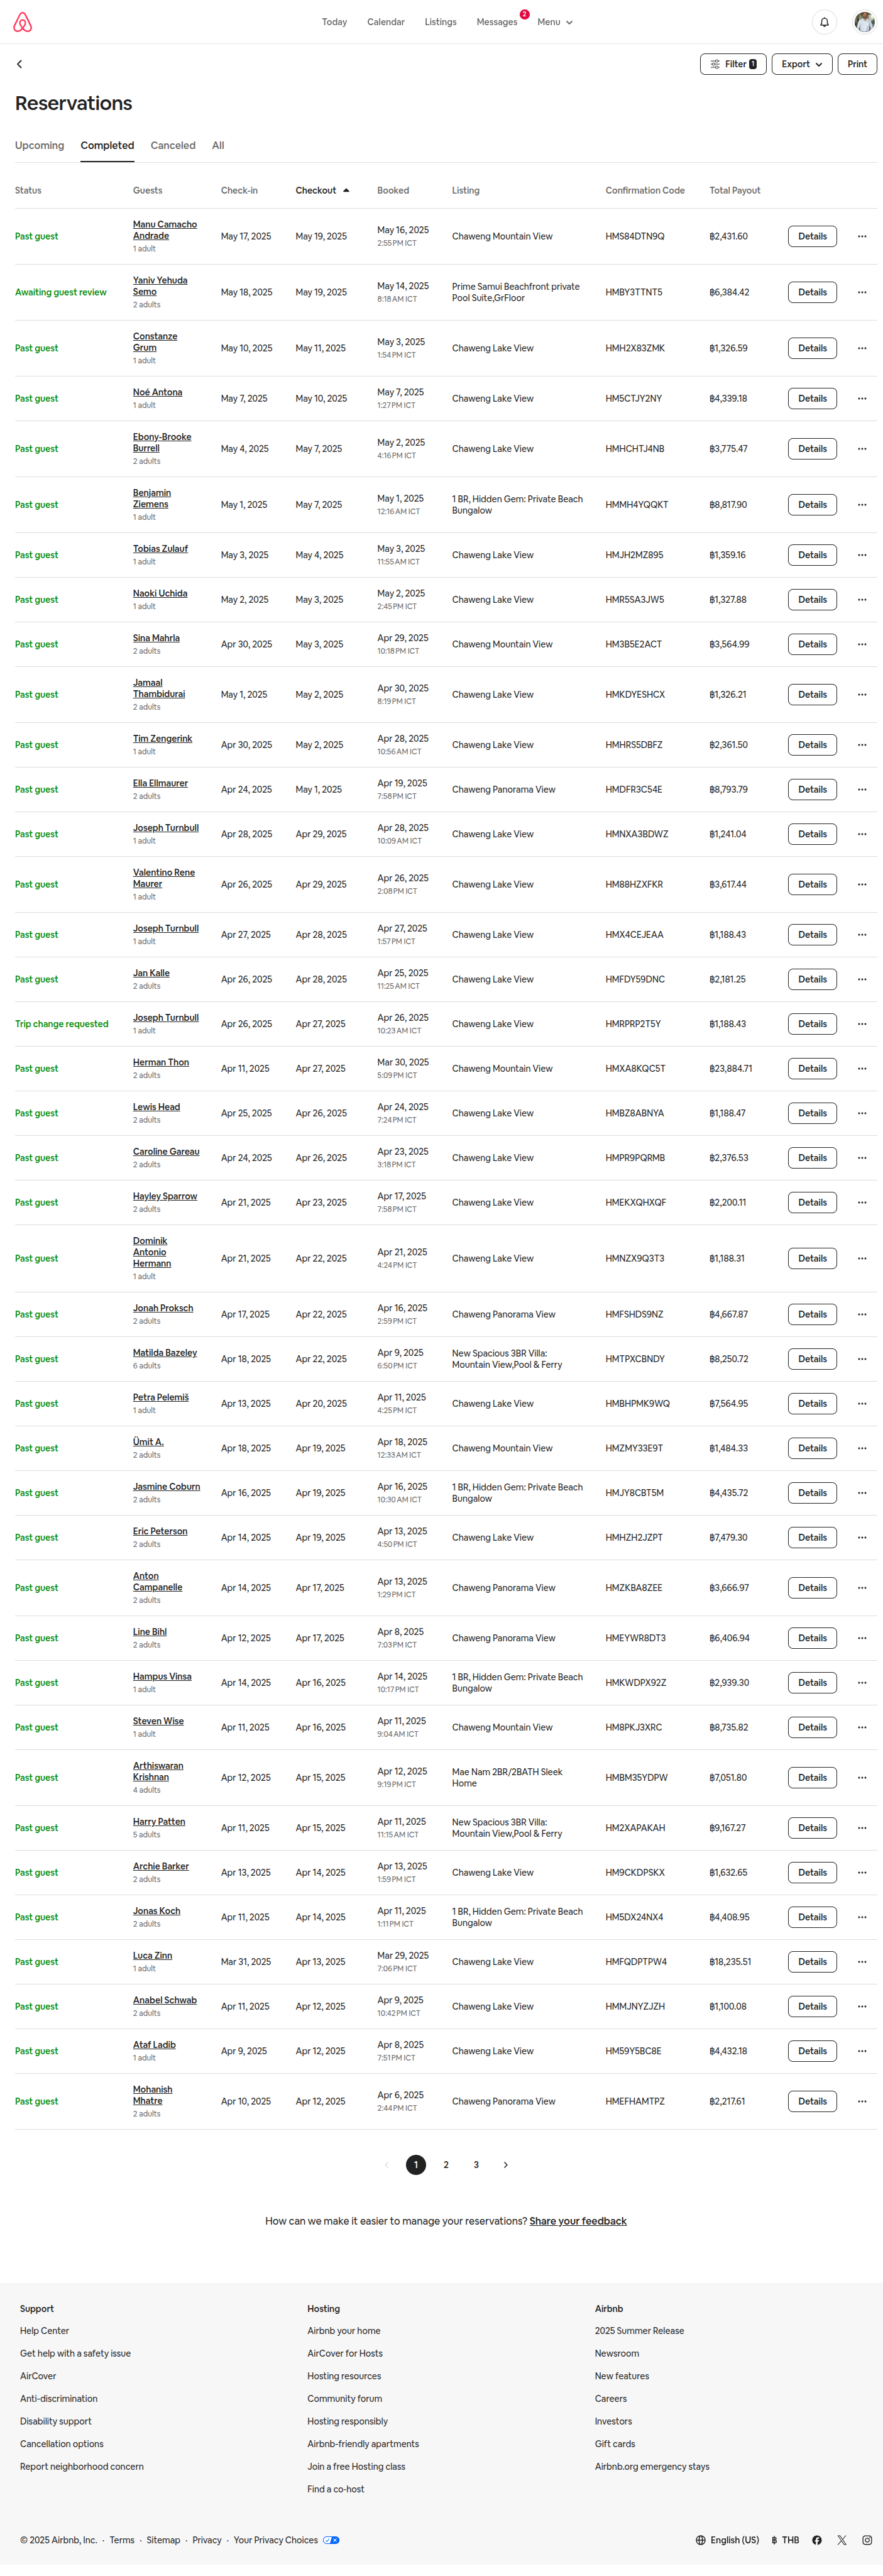 Today Calendar Listings Messages 2 Menu
Filter 1 Export Print
Reservations
Upcoming Completed Canceled All
Status Guests Check-in Checkout Booked Listing Confirmation Code Total Payout
Past guest Manu Camacho Andrade 1 adult May 17, 2025 May 19, 2025 May 16, 2025 2:55 PM ICT Chaweng Mountain View HMS84DTN9Q ฿2,431.60 Details
Awaiting guest review Yaniv Yehuda Semo 2 adults May 18, 2025 May 19, 2025 May 14, 2025 8:18 AM ICT Prime Samui Beachfront private Pool Suite,GrFloor HMBY3TTNT5 ฿6,384.42 Details
Past guest Constanze Grum 1 adult May 10, 2025 May 11, 2025 May 3, 2025 1:54 PM ICT Chaweng Lake View HMH2X83ZMK ฿1,326.59 Details
Past guest Noé Antona 1 adult May 7, 2025 May 10, 2025 May 7, 2025 1:27 PM ICT Chaweng Lake View HM5CTJY2NY ฿4,339.18 Details
Past guest Ebony-Brooke Burrell 2 adults May 4, 2025 May 7, 2025 May 2, 2025 4:16 PM ICT Chaweng Lake View HMHCHTJ4NB ฿3,775.47 Details
Past guest Benjamin Ziemens 1 adult May 1, 2025 May 7, 2025 May 1, 2025 12:16 AM ICT 1 BR, Hidden Gem: Private Beach Bungalow HMMH4YQQKT ฿8,817.90 Details
Past guest Tobias Zulauf 1 adult May 3, 2025 May 4, 2025 May 3, 2025 11:55 AM ICT Chaweng Lake View HMJH2MZ895 ฿1,359.16 Details
Past guest Naoki Uchida 1 adult May 2, 2025 May 3, 2025 May 2, 2025 2:45 PM ICT Chaweng Lake View HMR5SA3JW5 ฿1,327.88 Details
Past guest Sina Mahrla 2 adults Apr 30, 2025 May 3, 2025 Apr 29, 2025 10:18 PM ICT Chaweng Mountain View HM3B5E2ACT ฿3,564.99 Details
Past guest Jamaal Thambidurai 2 adults May 1, 2025 May 2, 2025 Apr 30, 2025 8:19 PM ICT Chaweng Lake View HMKDYESHCX ฿1,326.21 Details
Past guest Tim Zengerink 1 adult Apr 30, 2025 May 2, 2025 Apr 28, 2025 10:56 AM ICT Chaweng Lake View HMHRS5DBFZ ฿2,361.50 Details
Past guest Ella Ellmaurer 2 adults Apr 24, 2025 May 1, 2025 Apr 19, 2025 7:58 PM ICT Chaweng Panorama View HMDFR3C54E ฿8,793.79 Details
Past guest Joseph Turnbull 1 adult Apr 28, 2025 Apr 29, 2025 Apr 28, 2025 10:09 AM ICT Chaweng Lake View HMNXA3BDWZ ฿1,241.04 Details
Past guest Valentino Rene Maurer 1 adult Apr 26, 2025 Apr 29, 2025 Apr 26, 2025 2:08 PM ICT Chaweng Lake View HM88HZXFKR ฿3,617.44 Details
Past guest Joseph Turnbull 1 adult Apr 27, 2025 Apr 28, 2025 Apr 27, 2025 1:57 PM ICT Chaweng Lake View HMX4CEJEAA ฿1,188.43 Details
Past guest Jan Kalle 2 adults Apr 26, 2025 Apr 28, 2025 Apr 25, 2025 11:25 AM ICT Chaweng Lake View HMFDY59DNC ฿2,181.25 Details
Trip change requested Joseph Turnbull 1 adult Apr 26, 2025 Apr 27, 2025 Apr 26, 2025 10:23 AM ICT Chaweng Lake View HMRPRP2T5Y ฿1,188.43 Details
Past guest Herman Thon 2 adults Apr 11, 2025 Apr 27, 2025 Mar 30, 2025 5:09 PM ICT Chaweng Mountain View HMXA8KQC5T ฿23,884.71 Details
Past guest Lewis Head 2 adults Apr 25, 2025 Apr 26, 2025 Apr 24, 2025 7:24 PM ICT Chaweng Lake View HMBZ8ABNYA ฿1,188.47 Details
Past guest Caroline Gareau 2 adults Apr 24, 2025 Apr 26, 2025 Apr 23, 2025 3:18 PM ICT Chaweng Lake View HMPR9PQRMB ฿2,376.53 Details
Past guest Hayley Sparrow 2 adults Apr 21, 2025 Apr 23, 2025 Apr 17, 2025 7:58 PM ICT Chaweng Lake View HMEKXQHXQF ฿2,200.11 Details
Past guest Dominik Antonio Hermann 1 adult Apr 21, 2025 Apr 22, 2025 Apr 21, 2025 4:24 PM ICT Chaweng Lake View HMNZX9Q3T3 ฿1,188.31 Details
Past guest Jonah Proksch 2 adults Apr 17, 2025 Apr 22, 2025 Apr 16, 2025 2:59 PM ICT Chaweng Panorama View HMFSHDS9NZ ฿4,667.87 Details
Past guest Matilda Bazeley 6 adults Apr 18, 2025 Apr 22, 2025 Apr 9, 2025 6:50 PM ICT New Spacious 3BR Villa: Mountain View,Pool & Ferry HMTPXCBNDY ฿8,250.72 Details
Past guest Petra Pelemiš 1 adult Apr 13, 2025 Apr 20, 2025 Apr 11, 2025 4:25 PM ICT Chaweng Lake View HMBHPMK9WQ ฿7,564.95 Details
Past guest Ümit A. 2 adults Apr 18, 2025 Apr 19, 2025 Apr 18, 2025 12:33 AM ICT Chaweng Mountain View HMZMY33E9T ฿1,484.33 Details
Past guest Jasmine Coburn 2 adults Apr 16, 2025 Apr 19, 2025 Apr 16, 2025 10:30 AM ICT 1 BR, Hidden Gem: Private Beach Bungalow HMJY8CBT5M ฿4,435.72 Details
Past guest Eric Peterson 2 adults Apr 14, 2025 Apr 19, 2025 Apr 13, 2025 4:50 PM ICT Chaweng Lake View HMHZH2JZPT ฿7,479.30 Details
Past guest Anton Campanelle 2 adults Apr 14, 2025 Apr 17, 2025 Apr 13, 2025 1:29 PM ICT Chaweng Panorama View HMZKBA8ZEE ฿3,666.97 Details
Past guest Line Bihl 2 adults Apr 12, 2025 Apr 17, 2025 Apr 8, 2025 7:03 PM ICT Chaweng Panorama View HMEYWR8DT3 ฿6,406.94 Details
Past guest Hampus Vinsa 1 adult Apr 14, 2025 Apr 16, 2025 Apr 14, 2025 10:17 PM ICT 1 BR, Hidden Gem: Private Beach Bungalow HMKWDPX92Z ฿2,939.30 Details
Past guest Steven Wise 1 adult Apr 11, 2025 Apr 16, 2025 Apr 11, 2025 9:04 AM ICT Chaweng Mountain View HM8PKJ3XRC ฿8,735.82 Details
Past guest Arthiswaran Krishnan 4 adults Apr 12, 2025 Apr 15, 2025 Apr 12, 2025 9:19 PM ICT Mae Nam 2BR/2BATH Sleek Home HMBM35YDPW ฿7,051.80 Details
Past guest Harry Patten 5 adults Apr 11, 2025 Apr 15, 2025 Apr 11, 2025 11:15 AM ICT New Spacious 3BR Villa: Mountain View,Pool & Ferry HM2XAPAKAH ฿9,167.27 Details
Past guest Archie Barker 2 adults Apr 13, 2025 Apr 14, 2025 Apr 13, 2025 1:59 PM ICT Chaweng Lake View HM9CKDPSKX ฿1,632.65 Details
Past guest Jonas Koch 2 adults Apr 11, 2025 Apr 14, 2025 Apr 11, 2025 1:11 PM ICT 1 BR, Hidden Gem: Private Beach Bungalow HM5DX24NX4 ฿4,408.95 Details
Past guest Luca Zinn 1 adult Mar 31, 2025 Apr 13, 2025 Mar 29, 2025 7:06 PM ICT Chaweng Lake View HMFQDPTPW4 ฿18,235.51 Details
Past guest Anabel Schwab 2 adults Apr 11, 2025 Apr 12, 2025 Apr 9, 2025 10:42 PM ICT Chaweng Lake View HMMJNYZJZH ฿1,100.08 Details
Past guest Ataf Ladib 1 adult Apr 9, 2025 Apr 12, 2025 Apr 8, 2025 7:51 PM ICT Chaweng Lake View HM59Y5BC8E ฿4,432.18 Details
Past guest Mohanish Mhatre 2 adults Apr 10, 2025 Apr 12, 2025 Apr 6, 2025 2:44 PM ICT Chaweng Panorama View HMEFHAMTPZ ฿2,217.61 Details
1 2 3
How can we make it easier to manage your reservations? Share your feedback
Support
Help Center
Get help with a safety issue
AirCover
Anti-discrimination
Disability support
Cancellation options
Report neighborhood concern
Hosting
Airbnb your home
AirCover for Hosts
Hosting resources
Community forum
Hosting responsibly
Airbnb-friendly apartments
Join a free Hosting class
Find a co-host
Airbnb
2025 Summer Release
Newsroom
New features
Careers
Investors
Gift cards
Airbnb.org emergency stays
© 2025 Airbnb, Inc. · Terms · Sitemap · Privacy · Your Privacy Choices English (US) ฿ THB